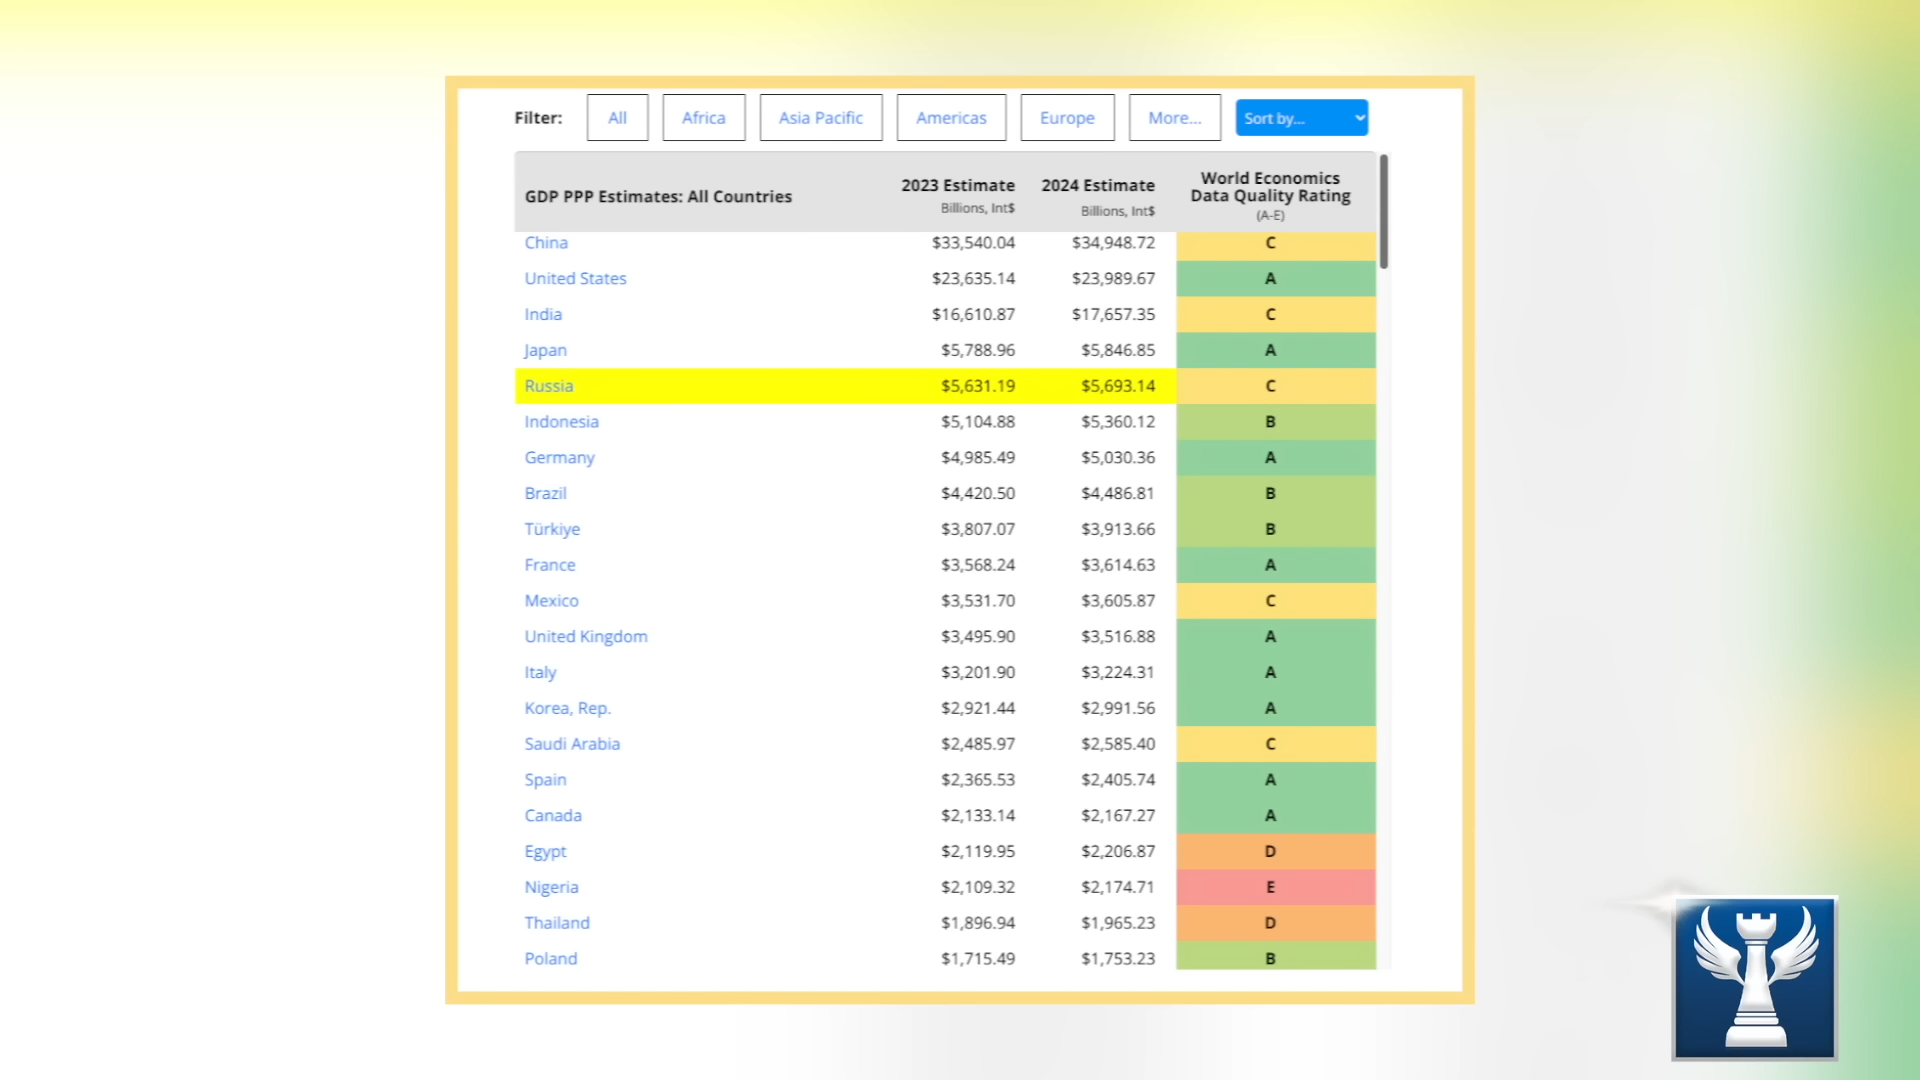 Filter: All Africa Asia Pacific Americas Europe More... Sort by...
GDP PPP Estimates: All Countries 2023 Estimate Billions, Int$ 2024 Estimate Billions, Int$ World Economics Data Quality Rating (A-E)
China $33,540.04 $34,948.72 C
United States $23,635.14 $23,989.67 A
India $16,610.87 $17,657.35 C
Japan $5,788.96 $5,846.85 A
Russia $5,631.19 $5,693.14 C
Indonesia $5,104.88 $5,360.12 B
Germany $4,985.49 $5,030.36 A
Brazil $4,420.50 $4,486.81 B
Türkiye $3,807.07 $3,913.66 B
France $3,568.24 $3,614.63 A
Mexico $3,531.70 $3,605.87 C
United Kingdom $3,495.90 $3,516.88 A
Italy $3,201.90 $3,224.31 A
Korea, Rep. $2,921.44 $2,991.56 A
Saudi Arabia $2,485.97 $2,585.40 C
Spain $2,365.53 $2,405.74 A
Canada $2,133.14 $2,167.27 A
Egypt $2,119.95 $2,206.87 D
Nigeria $2,109.32 $2,174.71 E
Thailand $1,896.94 $1,965.23 D
Poland $1,715.49 $1,753.23 B